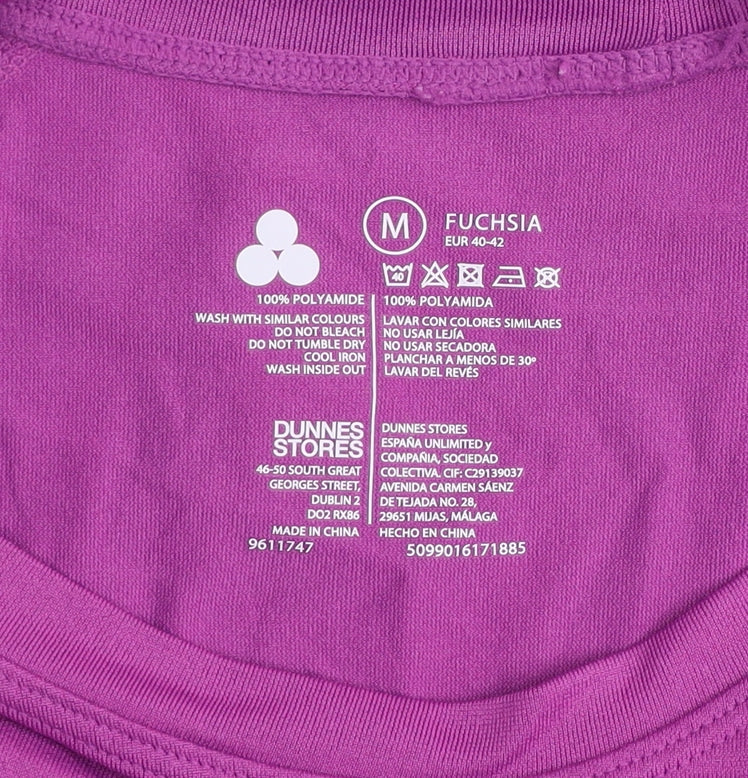 M FUCHSIA
EUR 40-42
40
100% POLYAMIDE
WASH WITH SIMILAR COLOURS
DO NOT BLEACH
DO NOT TUMBLE DRY
COOL IRON
WASH INSIDE OUT
100% POLYAMIDA
LAVAR CON COLORES SIMILARES
NO USAR LEJÍA
NO USAR SECADORA
PLANCHAR A MENOS DE 30º
LAVAR DEL REVÉS
DUNNES
STORES
46-50 SOUTH GREAT
GEORGES STREET,
DUBLIN 2
DO2 RX86
MADE IN CHINA
9611747
DUNNES STORES
ESPAÑA UNLIMITED y
COMPAÑIA, SOCIEDAD
COLECTIVA. CIF: C29139037
AVENIDA CARMEN SÁENZ
DE TEJADA NO. 28,
29651 MIJAS, MÁLAGA
HECHO EN CHINA
5099016171885